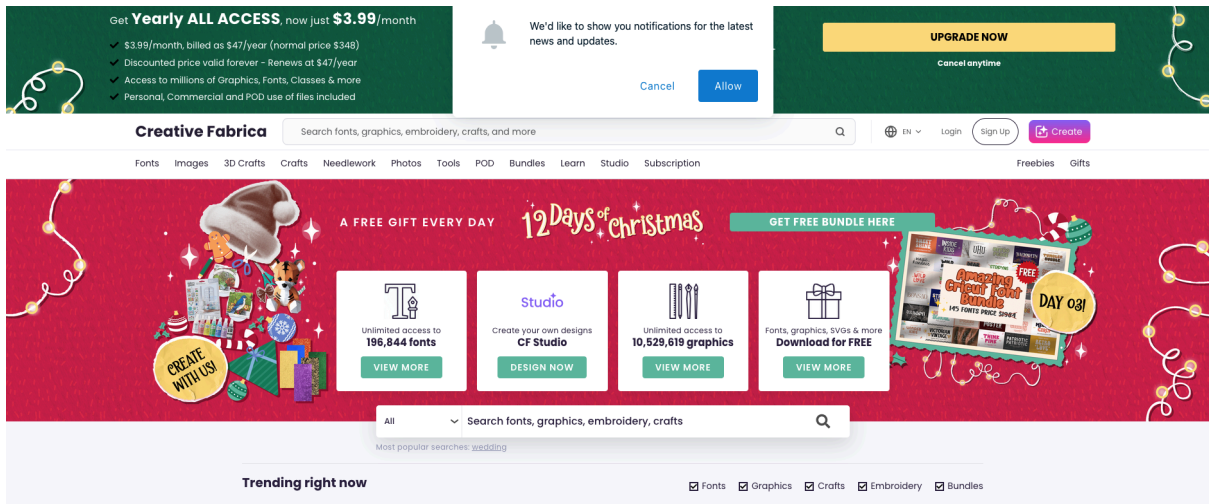 Get Yearly ALL ACCESS, now just $3.99/month
$3.99/month, billed as $47/year (normal price $348)
Discounted price valid forever - Renews at $47/year
Access to millions of Graphics, Fonts, Classes & more
Personal, Commercial and POD use of files included
We'd like to show you notifications for the latest
news and updates.
Cancel
Allow
UPGRADE NOW
Cancel anytime
Creative Fabrica
Search fonts, graphics, embroidery, crafts, and more
EN
Login
Sign Up
Create
Fonts Images 3D Crafts Crafts Needlework Photos Tools POD Bundles Learn Studio Subscription
Freebies Gifts
A FREE GIFT EVERY DAY
12 Days of Christmas
GET FREE BUNDLE HERE
CREATE
WITH US!
Unlimited access to
196,844 fonts
VIEW MORE
Studio
Create your own designs
CF Studio
DESIGN NOW
Unlimited access to
10,529,619 graphics
VIEW MORE
Fonts, graphics, SVGs & more
Download for FREE
VIEW MORE
Amazing
Cricut Font
Bundle
FREE
145 FONTS PRICE $1984
DAY 03!
All
Search fonts, graphics, embroidery, crafts
Most popular searches: wedding
Trending right now
Fonts Graphics Crafts Embroidery Bundles